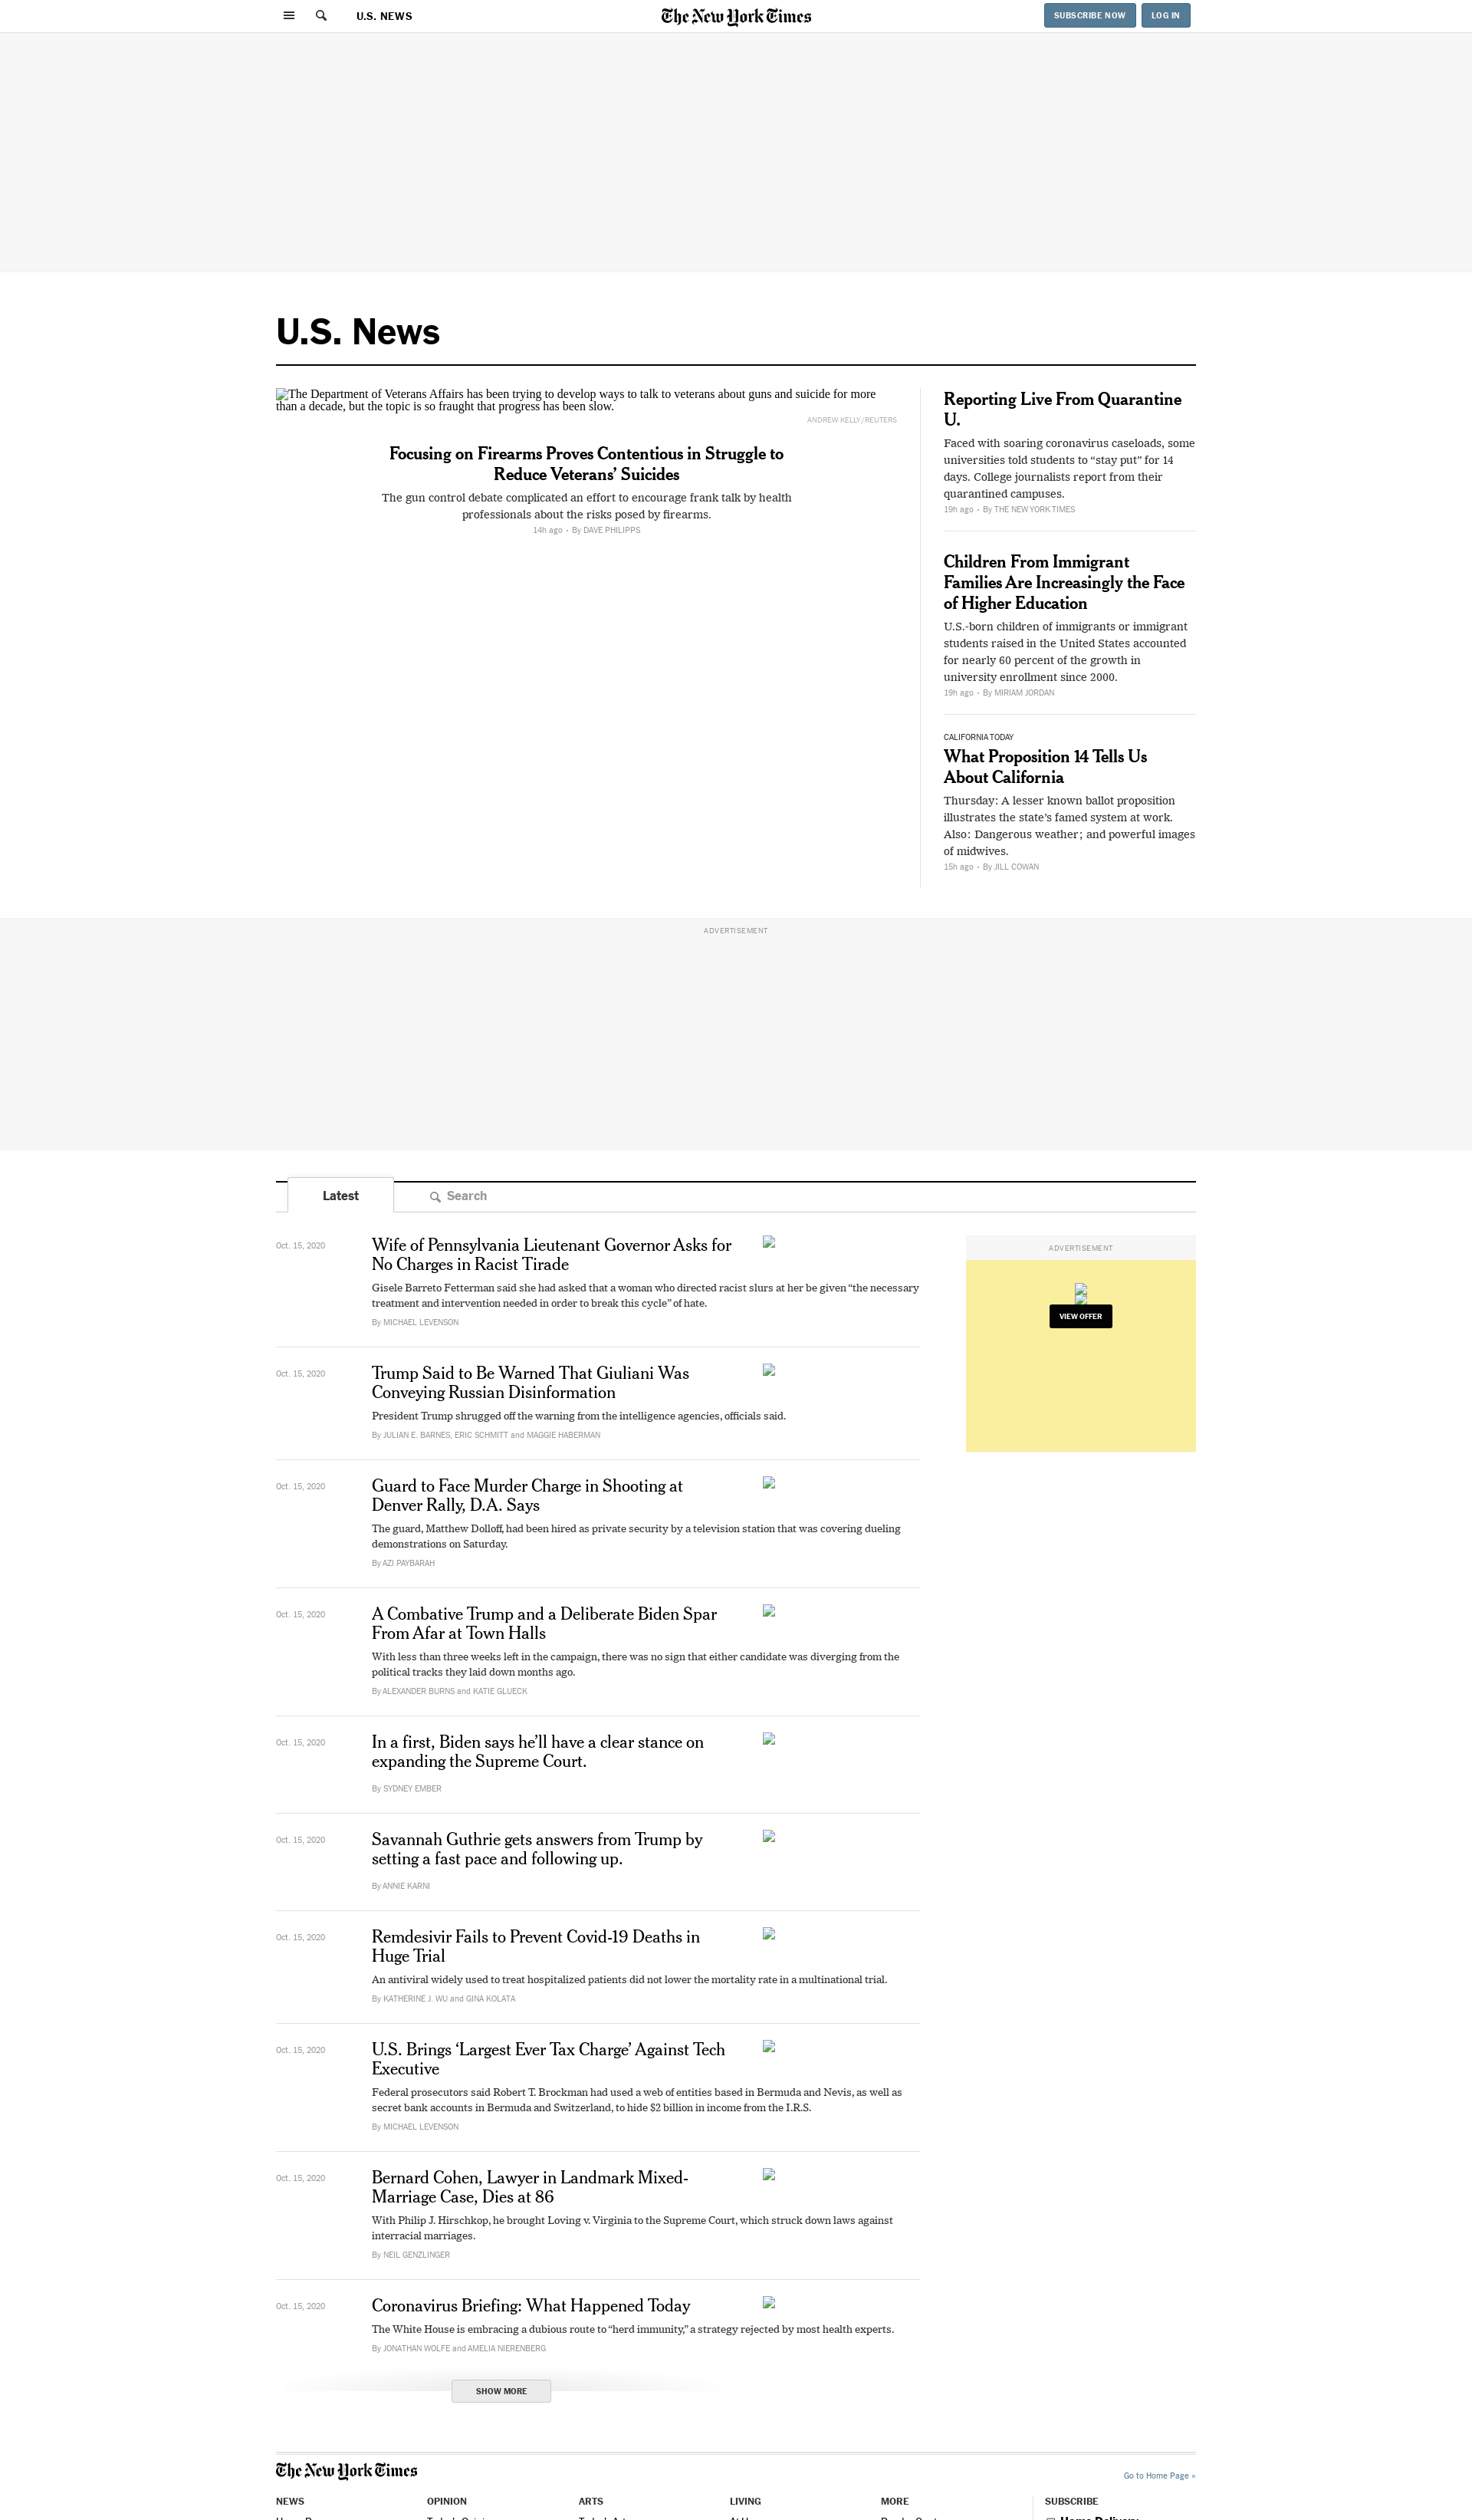 U.S. NEWS
The New York Times
SUBSCRIBE NOW
LOG IN
U.S. News
The Department of Veterans Affairs has been trying to develop ways to talk to veterans about guns and suicide for more
than a decade, but the topic is so fraught that progress has been slow.
ANDREW KELLY/REUTERS
Focusing on Firearms Proves Contentious in Struggle to
Reduce Veterans’ Suicides
The gun control debate complicated an effort to encourage frank talk by health
professionals about the risks posed by firearms.
14h ago • By DAVE PHILIPPS
Reporting Live From Quarantine
U.
Faced with soaring coronavirus caseloads, some
universities told students to “stay put” for 14
days. College journalists report from their
quarantined campuses.
19h ago • By THE NEW YORK TIMES
Children From Immigrant
Families Are Increasingly the Face
of Higher Education
U.S.-born children of immigrants or immigrant
students raised in the United States accounted
for nearly 60 percent of the growth in
university enrollment since 2000.
19h ago • By MIRIAM JORDAN
CALIFORNIA TODAY
What Proposition 14 Tells Us
About California
Thursday: A lesser known ballot proposition
illustrates the state’s famed system at work.
Also: Dangerous weather; and powerful images
of midwives.
15h ago • By JILL COWAN
ADVERTISEMENT
Latest
Search
Oct. 15, 2020
Wife of Pennsylvania Lieutenant Governor Asks for
No Charges in Racist Tirade
Gisele Barreto Fetterman said she had asked that a woman who directed racist slurs at her be given “the necessary
treatment and intervention needed in order to break this cycle” of hate.
By MICHAEL LEVENSON
ADVERTISEMENT
VIEW OFFER
Oct. 15, 2020
Trump Said to Be Warned That Giuliani Was
Conveying Russian Disinformation
President Trump shrugged off the warning from the intelligence agencies, officials said.
By JULIAN E. BARNES, ERIC SCHMITT and MAGGIE HABERMAN
Oct. 15, 2020
Guard to Face Murder Charge in Shooting at
Denver Rally, D.A. Says
The guard, Matthew Dolloff, had been hired as private security by a television station that was covering dueling
demonstrations on Saturday.
By AZI PAYBARAH
Oct. 15, 2020
A Combative Trump and a Deliberate Biden Spar
From Afar at Town Halls
With less than three weeks left in the campaign, there was no sign that either candidate was diverging from the
political tracks they laid down months ago.
By ALEXANDER BURNS and KATIE GLUECK
Oct. 15, 2020
In a first, Biden says he’ll have a clear stance on
expanding the Supreme Court.
By SYDNEY EMBER
Oct. 15, 2020
Savannah Guthrie gets answers from Trump by
setting a fast pace and following up.
By ANNIE KARNI
Oct. 15, 2020
Remdesivir Fails to Prevent Covid-19 Deaths in
Huge Trial
An antiviral widely used to treat hospitalized patients did not lower the mortality rate in a multinational trial.
By KATHERINE J. WU and GINA KOLATA
Oct. 15, 2020
U.S. Brings ‘Largest Ever Tax Charge’ Against Tech
Executive
Federal prosecutors said Robert T. Brockman had used a web of entities based in Bermuda and Nevis, as well as
secret bank accounts in Bermuda and Switzerland, to hide $2 billion in income from the I.R.S.
By MICHAEL LEVENSON
Oct. 15, 2020
Bernard Cohen, Lawyer in Landmark Mixed-
Marriage Case, Dies at 86
With Philip J. Hirschkop, he brought Loving v. Virginia to the Supreme Court, which struck down laws against
interracial marriages.
By NEIL GENZLINGER
Oct. 15, 2020
Coronavirus Briefing: What Happened Today
The White House is embracing a dubious route to “herd immunity,” a strategy rejected by most health experts.
By JONATHAN WOLFE and AMELIA NIERENBERG
SHOW MORE
The New York Times
Go to Home Page »
NEWS
OPINION
ARTS
LIVING
MORE
SUBSCRIBE